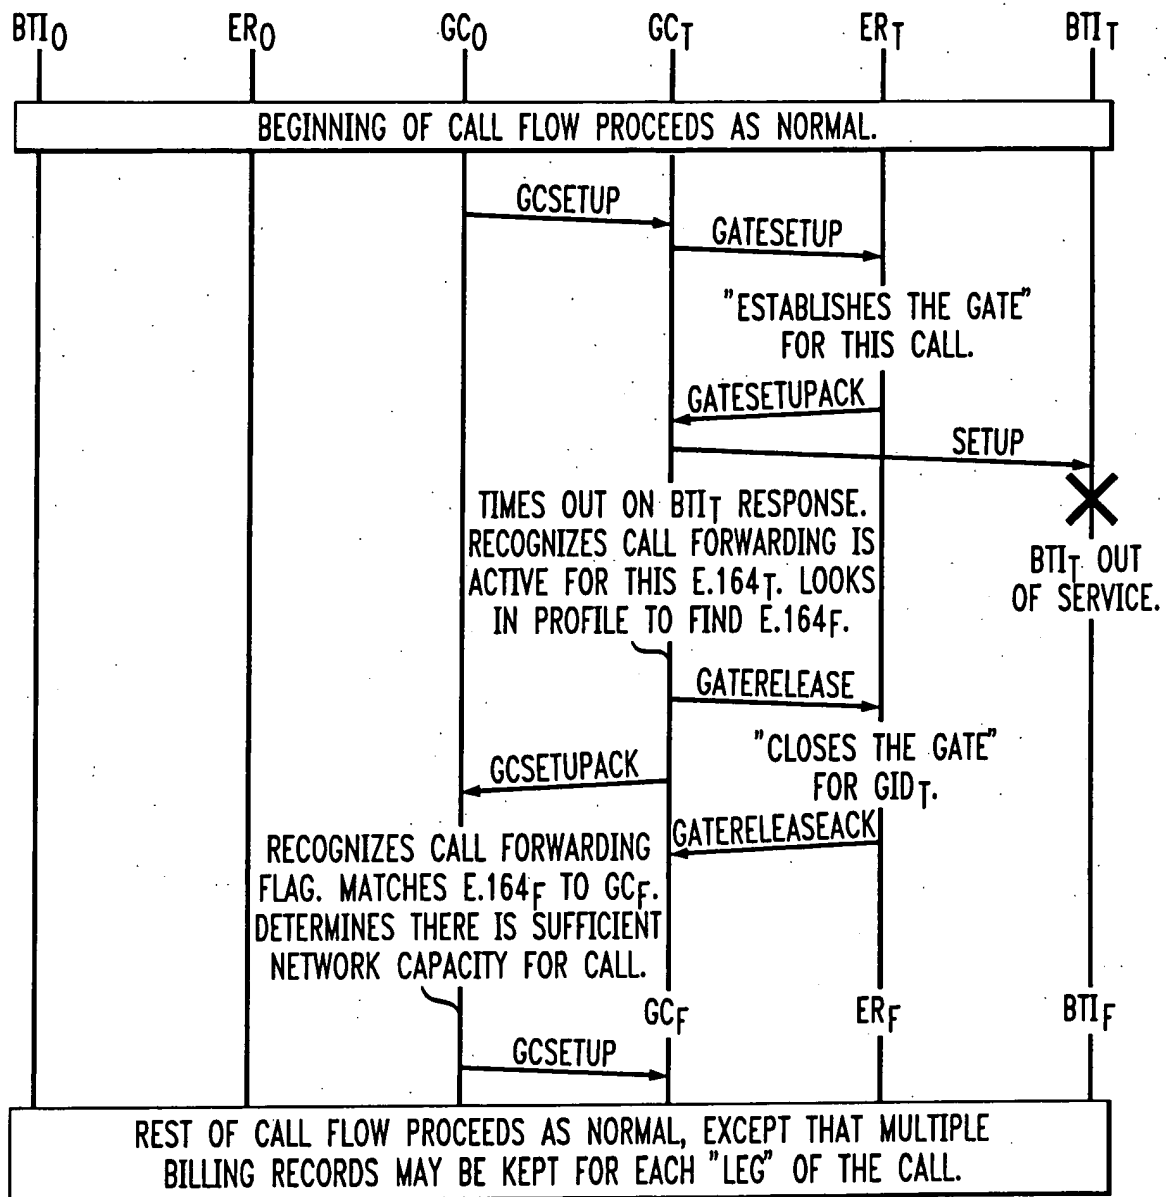 BTIO ERO GCO GCT ERT BTIT
BEGINNING OF CALL FLOW PROCEEDS AS NORMAL.
GCSETUP
GATESETUP
"ESTABLISHES THE GATE"
FOR THIS CALL.
GATESETUPACK
SETUP
TIMES OUT ON BTIT RESPONSE.
RECOGNIZES CALL FORWARDING IS
ACTIVE FOR THIS E.164T. LOOKS
IN PROFILE TO FIND E.164F.
BTIT OUT
OF SERVICE.
GATERELEASE
"CLOSES THE GATE"
FOR GIDT.
GCSETUPACK
GATERELEASEACK
RECOGNIZES CALL FORWARDING
FLAG. MATCHES E.164F TO GCF.
DETERMINES THERE IS SUFFICIENT
NETWORK CAPACITY FOR CALL.
GCF ERF BTIF
GCSETUP
REST OF CALL FLOW PROCEEDS AS NORMAL, EXCEPT THAT MULTIPLE
BILLING RECORDS MAY BE KEPT FOR EACH "LEG" OF THE CALL.